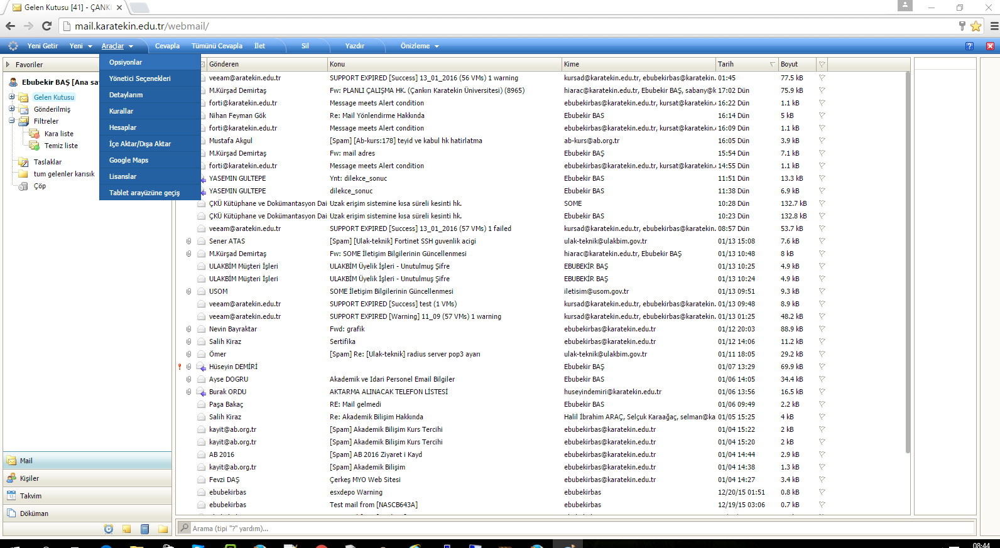 Gelen Kutusu [41] - ÇANK
mail.karatekin.edu.tr/webmail/
Yeni Getir Yeni Araçlar Cevapla Tümünü Cevapla İlet Sil Yazdır Önizleme
Favoriler
Ebubekir BAŞ [Ana sa
Gelen Kutusu
Gönderilmiş
Filtreler
Kara liste
Temiz liste
Taslaklar
tum gelenler karısık
Çöp
Opsiyonlar
Yönetici Seçenekleri
Detaylarım
Kurallar
Hesaplar
İçe Aktar/Dışa Aktar
Google Maps
Lisanslar
Tablet arayüzüne geçiş
Gönderen Konu Kime Tarih Boyut
veeam@aratekin.edu.tr SUPPORT EXPIRED [Success] 13_01_2016 (56 VMs) 1 warning kursad@karatekin.edu.tr, ebubekirbas@karatekin. 01:45 77.5 kB
M.Kürşad Demirtaş Fw: PLANLI ÇALIŞMA HK. (Çankırı Karatekin Üniversitesi) (8965) hiarac@karatekin.edu.tr, Ebubekir BAŞ, sabany@k 17:02 Dün 75.9 kB
forti@karatekin.edu.tr Message meets Alert condition ebubekirbas@karatekin.edu.tr, kursat@karatekin.edu. 16:22 Dün 1.1 kB
Nihan Feyman Gök Re: Mail Yönlendirme Hakkında Ebubekir BAS 16:14 Dün 5 kB
forti@karatekin.edu.tr Message meets Alert condition ebubekirbas@karatekin.edu.tr, kursat@karatekin.edu. 16:09 Dün 1.1 kB
Mustafa Akgul [Spam] [Ab-kurs:178] teyid ve kabul hk hatirlatma ab-kurs@ab.org.tr 16:05 Dün 3.9 kB
M.Kürşad Demirtaş Fw: mail adres Ebubekir BAŞ 15:54 Dün 7.1 kB
forti@karatekin.edu.tr Message meets Alert condition ebubekirbas@karatekin.edu.tr, kursat@karatekin.edu. 14:55 Dün 1.1 kB
YASEMIN GULTEPE Ynt: dilekce_sonuc Ebubekir BAS 11:51 Dün 13.3 kB
YASEMIN GULTEPE dilekce_sonuc Ebubekir BAS 11:38 Dün 6.9 kB
ÇKÜ Kütüphane ve Dokümantasyon Dai Uzak erişim sistemine kısa süreli kesinti hk. SOME 10:28 Dün 132.7 kB
ÇKÜ Kütüphane ve Dokümantasyon Dai Uzak erişim sistemine kısa süreli kesinti hk. Ebubekir BAS 10:23 Dün 132.8 kB
veeam@aratekin.edu.tr SUPPORT EXPIRED [Success] 13_01_2016 (57 VMs) 1 failed kursad@karatekin.edu.tr, ebubekirbas@karatekin. 08:57 Dün 53.7 kB
Sener ATAS [Spam] [Ulak-teknik] Fortinet SSH guvenlik acigi ulak-teknik@ulakbim.gov.tr 01/13 15:08 7.6 kB
M.Kürşad Demirtaş Fw: SOME İletişim Bilgilerinin Güncellenmesi hiarac@karatekin.edu.tr, Ebubekir BAŞ 01/13 10:48 8 kB
ULAKBİM Müşteri İşleri ULAKBİM Üyelik İşleri - Unutulmuş Şifre EBUBEKİR BAŞ 01/13 10:25 4.9 kB
ULAKBİM Müşteri İşleri ULAKBİM Üyelik İşleri - Unutulmuş Şifre EBUBEKİR BAŞ 01/13 10:24 4.9 kB
USOM SOME İletişim Bilgilerinin Güncellenmesi iletisim@usom.gov.tr 01/13 09:51 9.3 kB
veeam@aratekin.edu.tr SUPPORT EXPIRED [Success] test (1 VMs) kursad@karatekin.edu.tr, ebubekirbas@karatekin. 01/13 09:48 8.9 kB
veeam@aratekin.edu.tr SUPPORT EXPIRED [Warning] 11_09 (57 VMs) 1 warning kursad@karatekin.edu.tr, ebubekirbas@karatekin. 01/13 01:25 48.2 kB
Nevin Bayraktar Fwd: grafik ebubekirbas@karatekin.edu.tr 01/12 20:03 88.9 kB
Salih Kiraz Sertifika ebubekirbas@karatekin.edu.tr 01/12 14:06 11.2 kB
Ömer [Spam] Re: [Ulak-teknik] radius server pop3 ayarı ulak-teknik@ulakbim.gov.tr 01/11 18:05 29.2 kB
Hüseyin DEMİRİ Ebubekir BAŞ 01/07 13:29 69.9 kB
Ayse DOGRU Akademik ve Idari Personel Email Bilgiler Ebubekir BAS 01/06 14:05 34.4 kB
Burak ORDU AKTARMA ALINACAK TELEFON LİSTESİ huseyindemiri@karatekin.edu.tr 01/06 13:56 16.5 kB
Paşa Bakaç RE: Mail gelmedi Ebubekir BAS 01/06 09:49 2.2 kB
Salih Kiraz Re: Akademik Bilişim Hakkında Halil İbrahim ARAÇ, Selçuk Karaağaç, selman@ka 01/05 15:25 4 kB
kayit@ab.org.tr [Spam] Akademik Bilişim Kurs Tercihi ebubekirbas@karatekin.edu.tr 01/04 15:22 2 kB
kayit@ab.org.tr [Spam] Akademik Bilişim Kurs Tercihi ebubekirbas@karatekin.edu.tr 01/04 15:20 2 kB
AB 2016 [Spam] AB 2016 Ziyaret i Kayd ebubekirbas@karatekin.edu.tr 01/04 14:44 2.9 kB
kayit@ab.org.tr [Spam] Akademik Bilişim ebubekirbas@karatekin.edu.tr 01/04 14:38 1.3 kB
Fevzi DAŞ Çerkeş MYO Web Sitesi ebubekirbas@karatekin.edu.tr 01/04 14:27 3.4 kB
ebubekirbas esxdepo Warning ebubekirbas 12/20/15 01:51 0.8 kB
ebubekirbas Test mail from [NASCB643A] ebubekirbas 12/19/15 03:06 0.7 kB
Mail
Kişiler
Takvim
Döküman
Arama (tipi "?" yardım)...
08:44